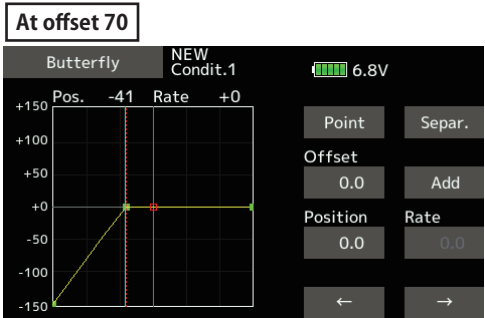 At offset 70
Butterfly
NEW
Condit.1
6.8V
Pos. -41 Rate +0
+150
+100
+50
+0
-50
-100
-150
Point Separ.
Offset
0.0 Add
Position Rate
0.0 0.0
← →